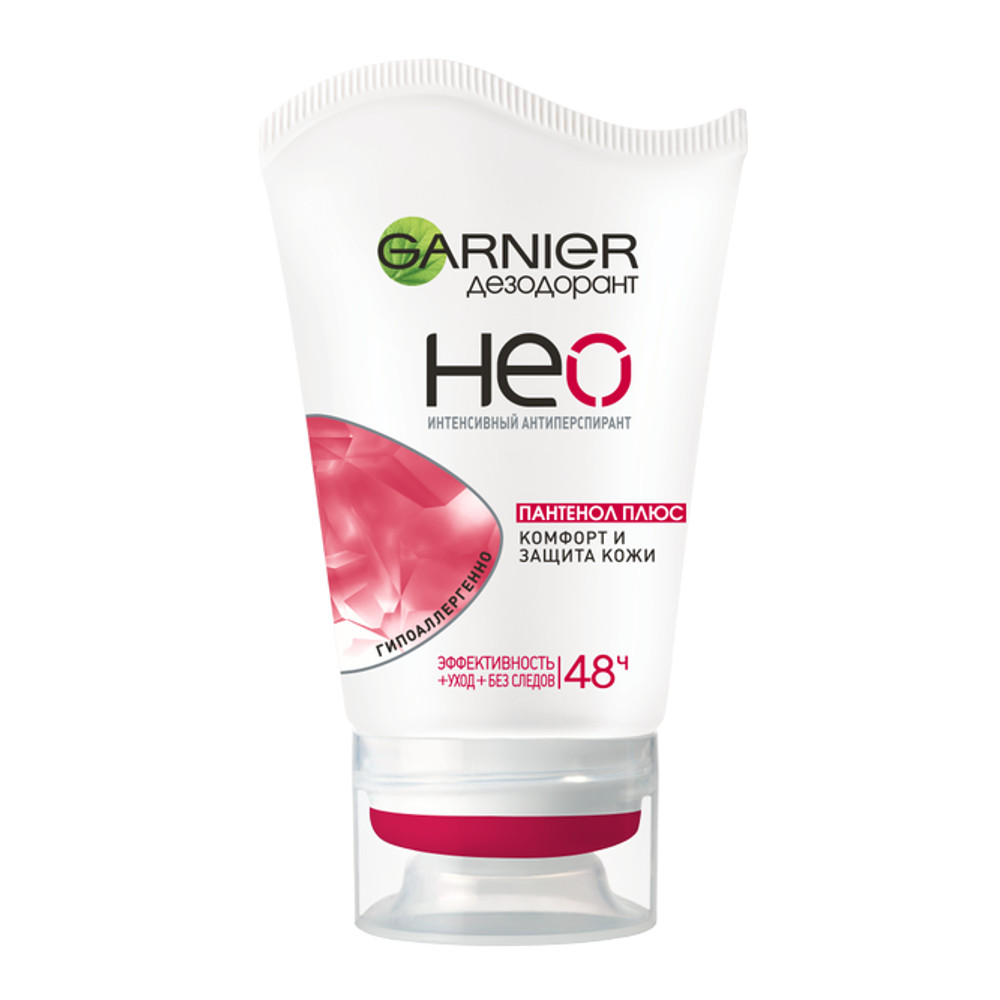 GARNIER
дезодорант
Нео
ИНТЕНСИВНЫЙ АНТИПЕРСПИРАНТ
ПАНТЕНОЛ ПЛЮС
КОМФОРТ И
ЗАЩИТА КОЖИ
ГИПОАЛЛЕРГЕННО
ЭФФЕКТИВНОСТЬ
+УХОД+БЕЗ СЛЕДОВ
48Ч